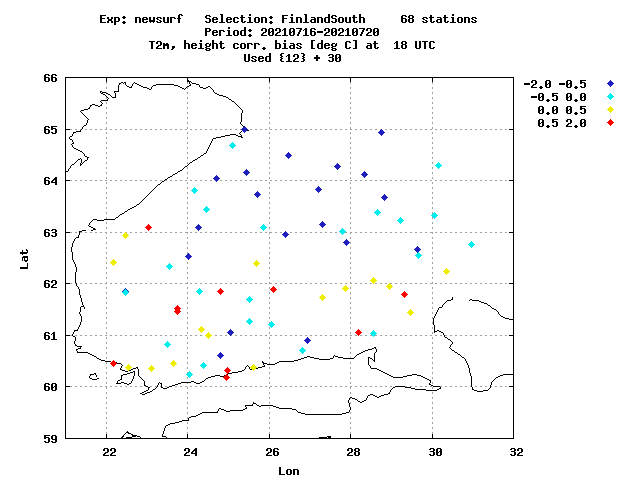 Exp: newsurf   Selection: FinlandSouth     68 stations
Period: 20210716-20210720
T2m, height corr. bias [deg C] at  18 UTC
Used {12} + 30
-2.0 -0.5
-0.5 0.0
0.0 0.5
0.5 2.0
66
65
64
63
62
61
60
59
Lat
22 24 26 28 30 32
Lon